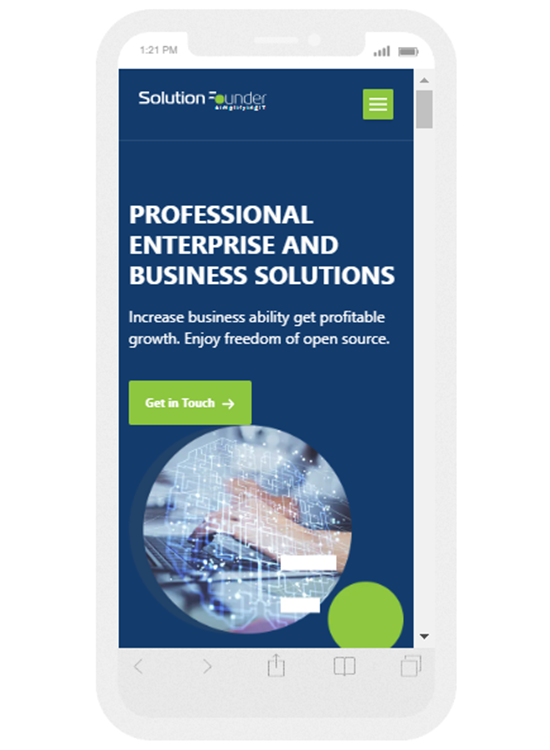 1:21 PM
Solution Founder
simplifyingIT
PROFESSIONAL
ENTERPRISE AND
BUSINESS SOLUTIONS
Increase business ability get profitable
growth. Enjoy freedom of open source.
Get in Touch →